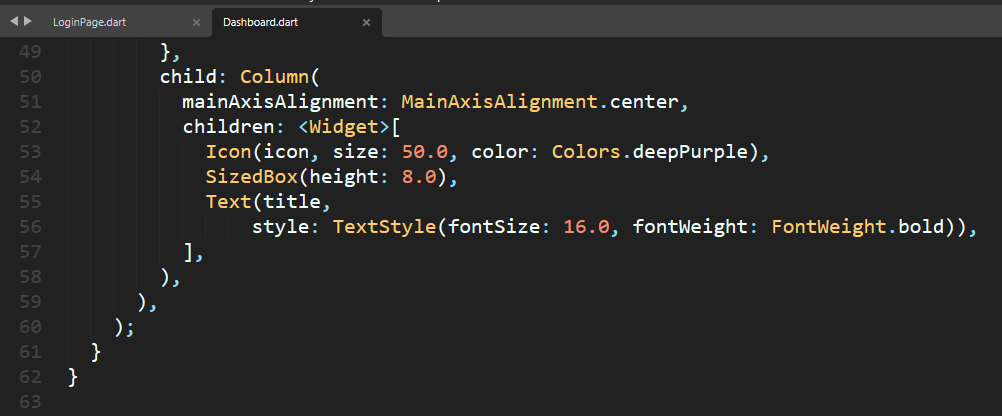 LoginPage.dart × Dashboard.dart ×
49 },
50 child: Column(
51 mainAxisAlignment: MainAxisAlignment.center,
52 children: <Widget>[
53 Icon(icon, size: 50.0, color: Colors.deepPurple),
54 SizedBox(height: 8.0),
55 Text(title,
56 style: TextStyle(fontSize: 16.0, fontWeight: FontWeight.bold)),
57 ],
58 ),
59 ),
60 );
61 }
62 }
63